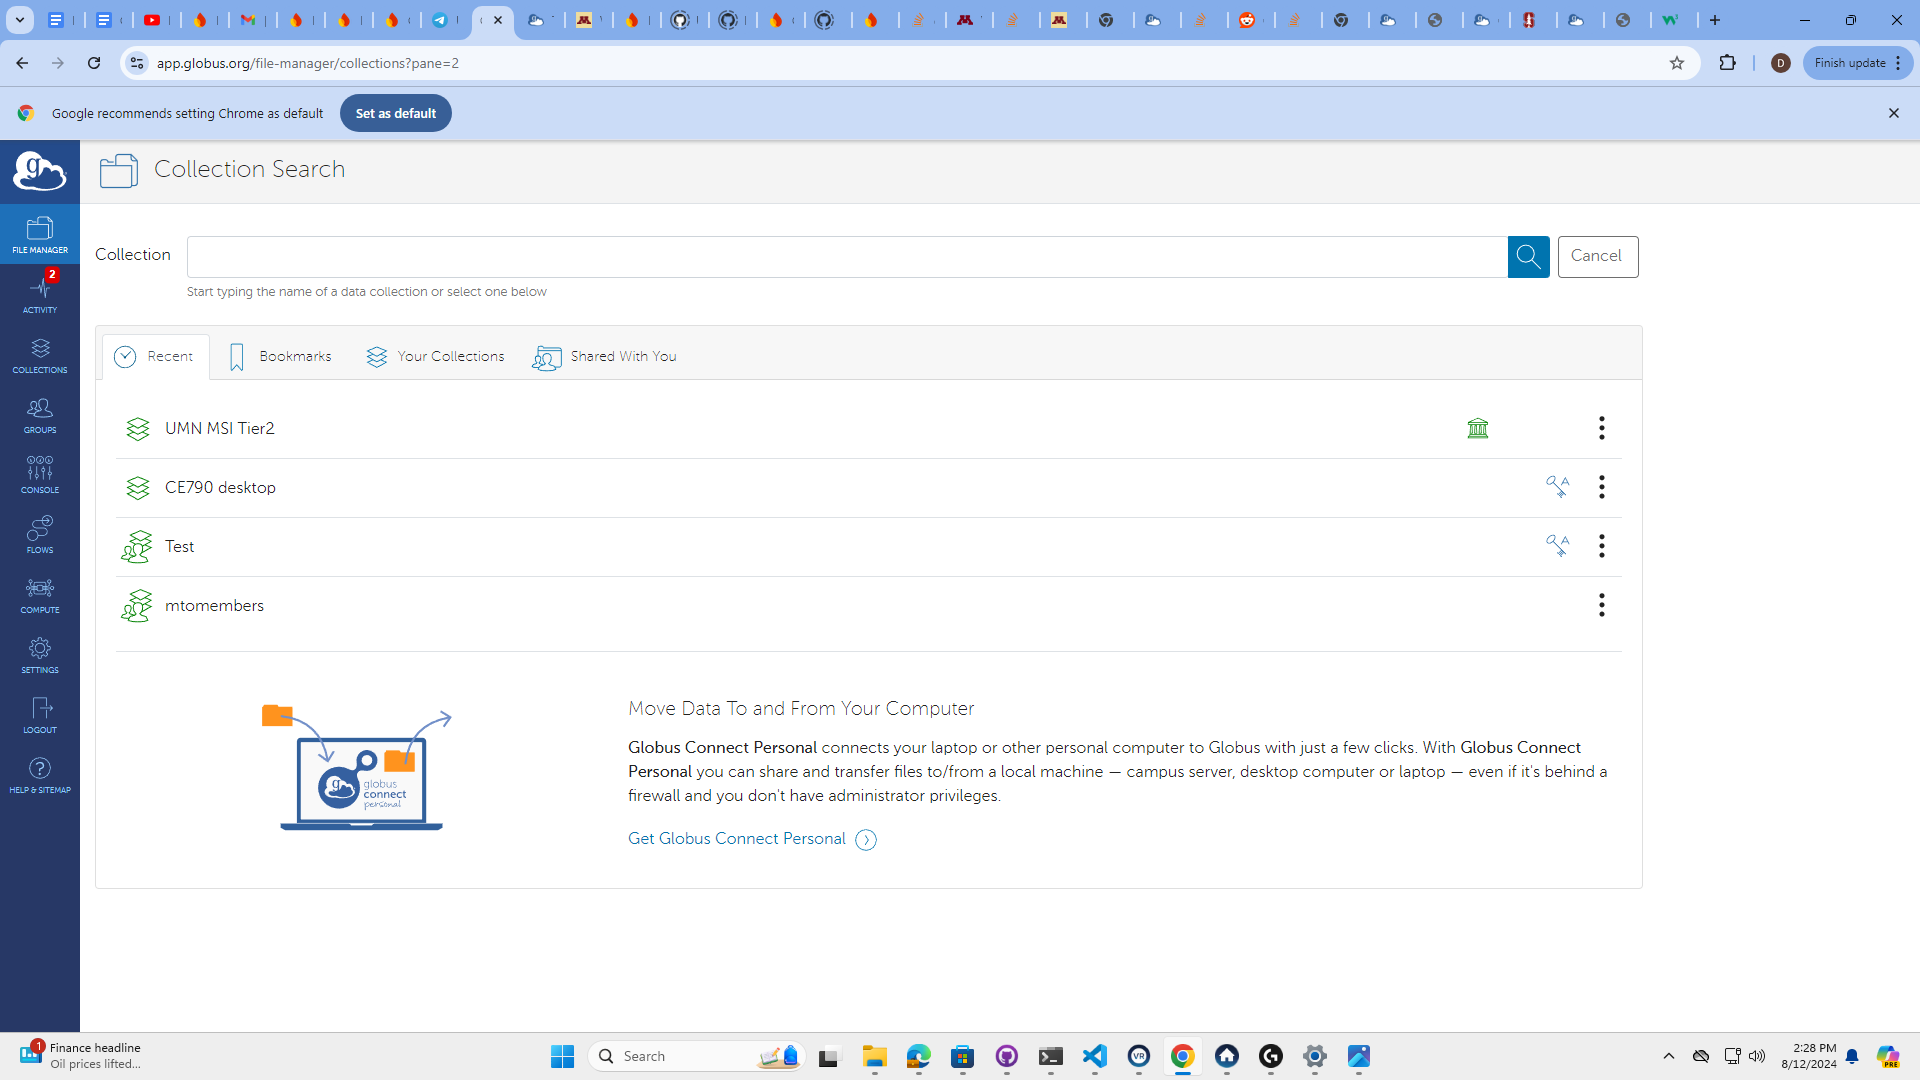 app.globus.org/file-manager/collections?pane=2
D
Finish update
Google recommends setting Chrome as default
Set as default
g
Collection Search
FILE MANAGER
2
ACTIVITY
COLLECTIONS
GROUPS
CONSOLE
FLOWS
COMPUTE
SETTINGS
LOGOUT
HELP & SITEMAP
Collection
Cancel
Start typing the name of a data collection or select one below
Recent
Bookmarks
Your Collections
Shared With You
UMN MSI Tier2
CE790 desktop
A
Test
A
mtomembers
g
globus
connect
personal
Move Data To and From Your Computer
Globus Connect Personal connects your laptop or other personal computer to Globus with just a few clicks. With Globus Connect
Personal you can share and transfer files to/from a local machine — campus server, desktop computer or laptop — even if it's behind a
firewall and you don't have administrator privileges.
Get Globus Connect Personal
1
Finance headline
Oil prices lifted...
Search
VR
PRE
2:28 PM
8/12/2024